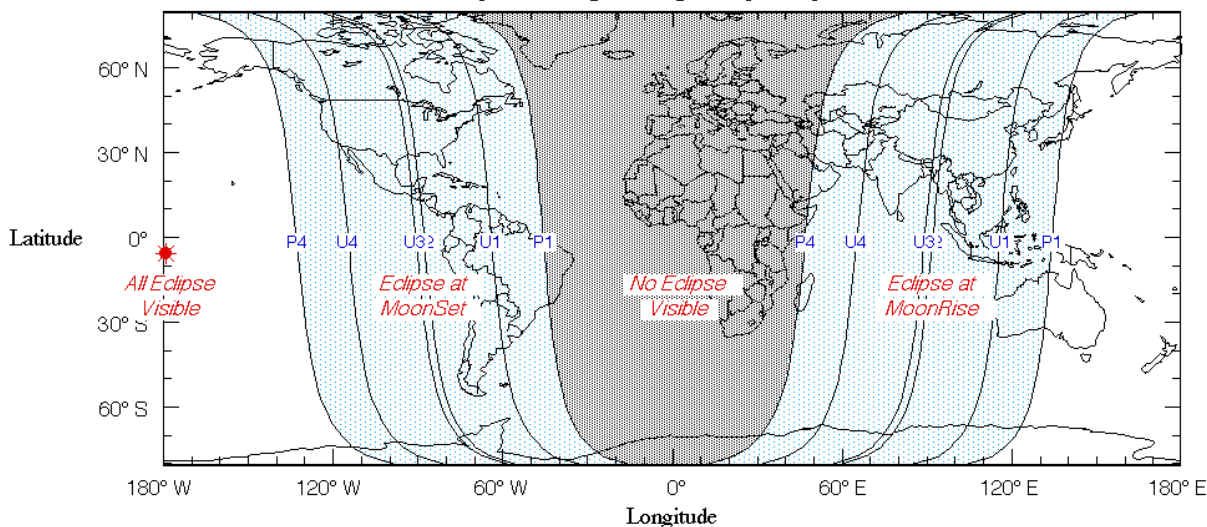 60° N
30° N
Latitude
0°
P4 U4 U32 U1 P1 P4 U4 U32 U1 P1
All Eclipse Visible
Eclipse at MoonSet
No Eclipse Visible
Eclipse at MoonRise
30° S
60° S
180° W 120° W 60° W 0° 60° E 120° E 180° E
Longitude